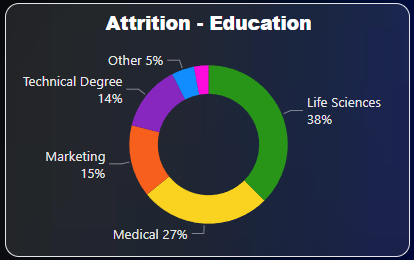 Attrition - Education
Other 5%
Technical Degree
14%
Life Sciences
38%
Marketing
15%
Medical 27%